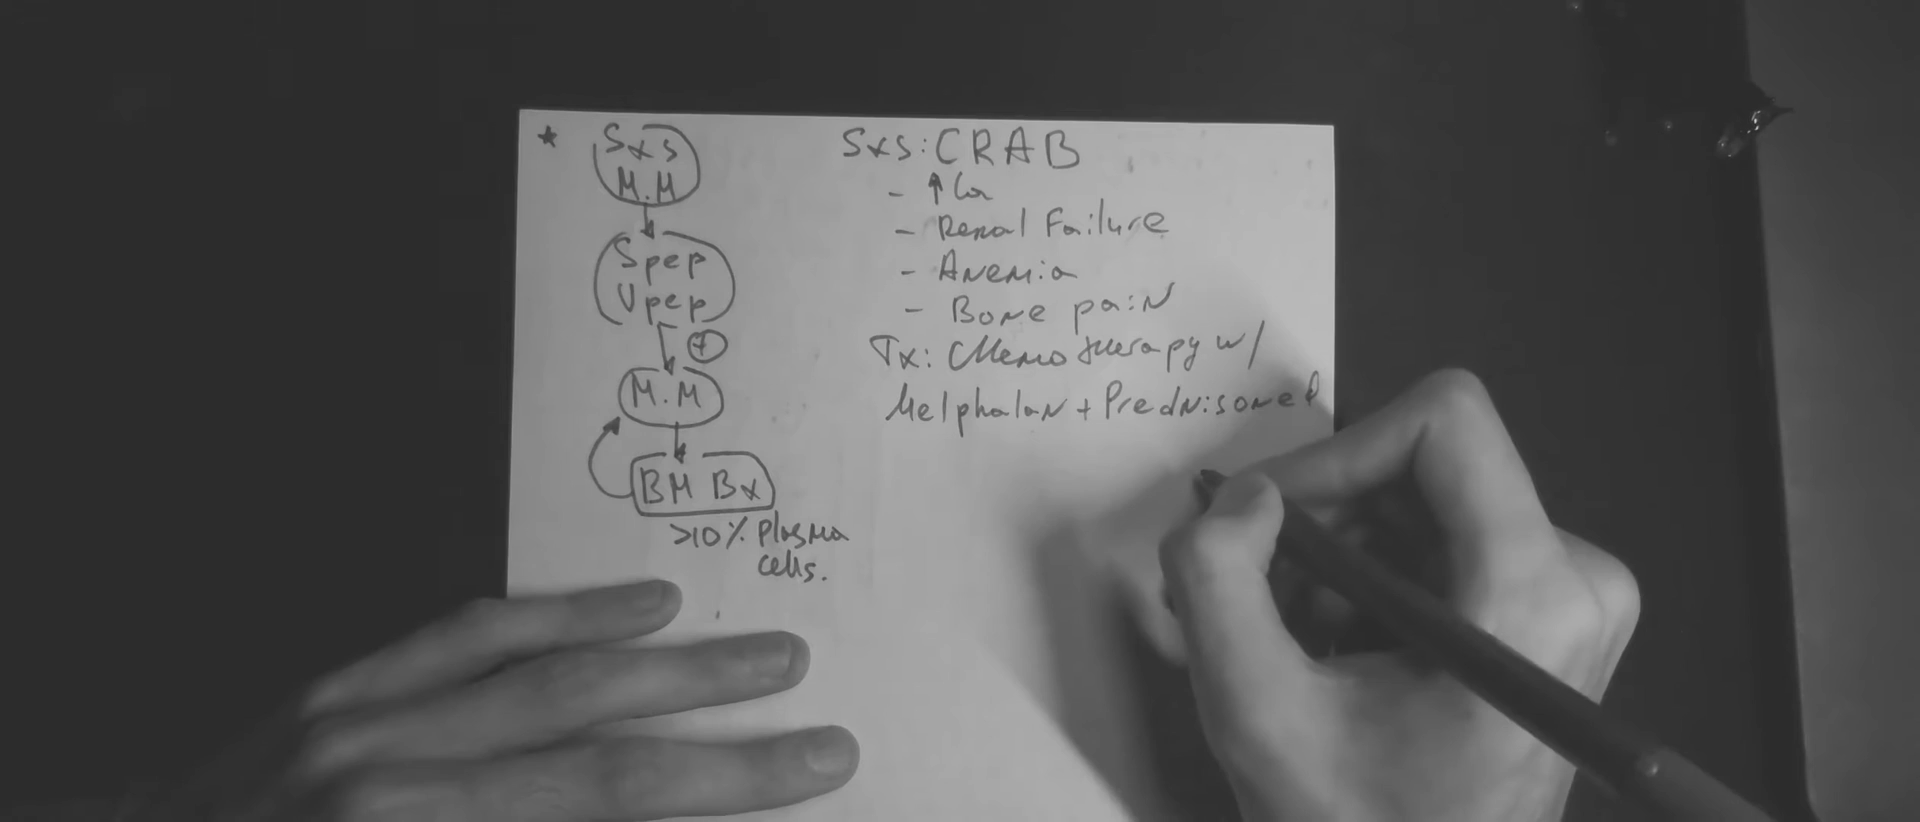 ★ Sxs
M.M
Spep
Upep
+
M.M
BM Bx
>10% Plasma
cells.
Sxs: CRAB
- ↑ Ca
- Renal Failure
- Anemia
- Bone pain
Tx: Chemotherapy w/
Melphalan + Prednisone